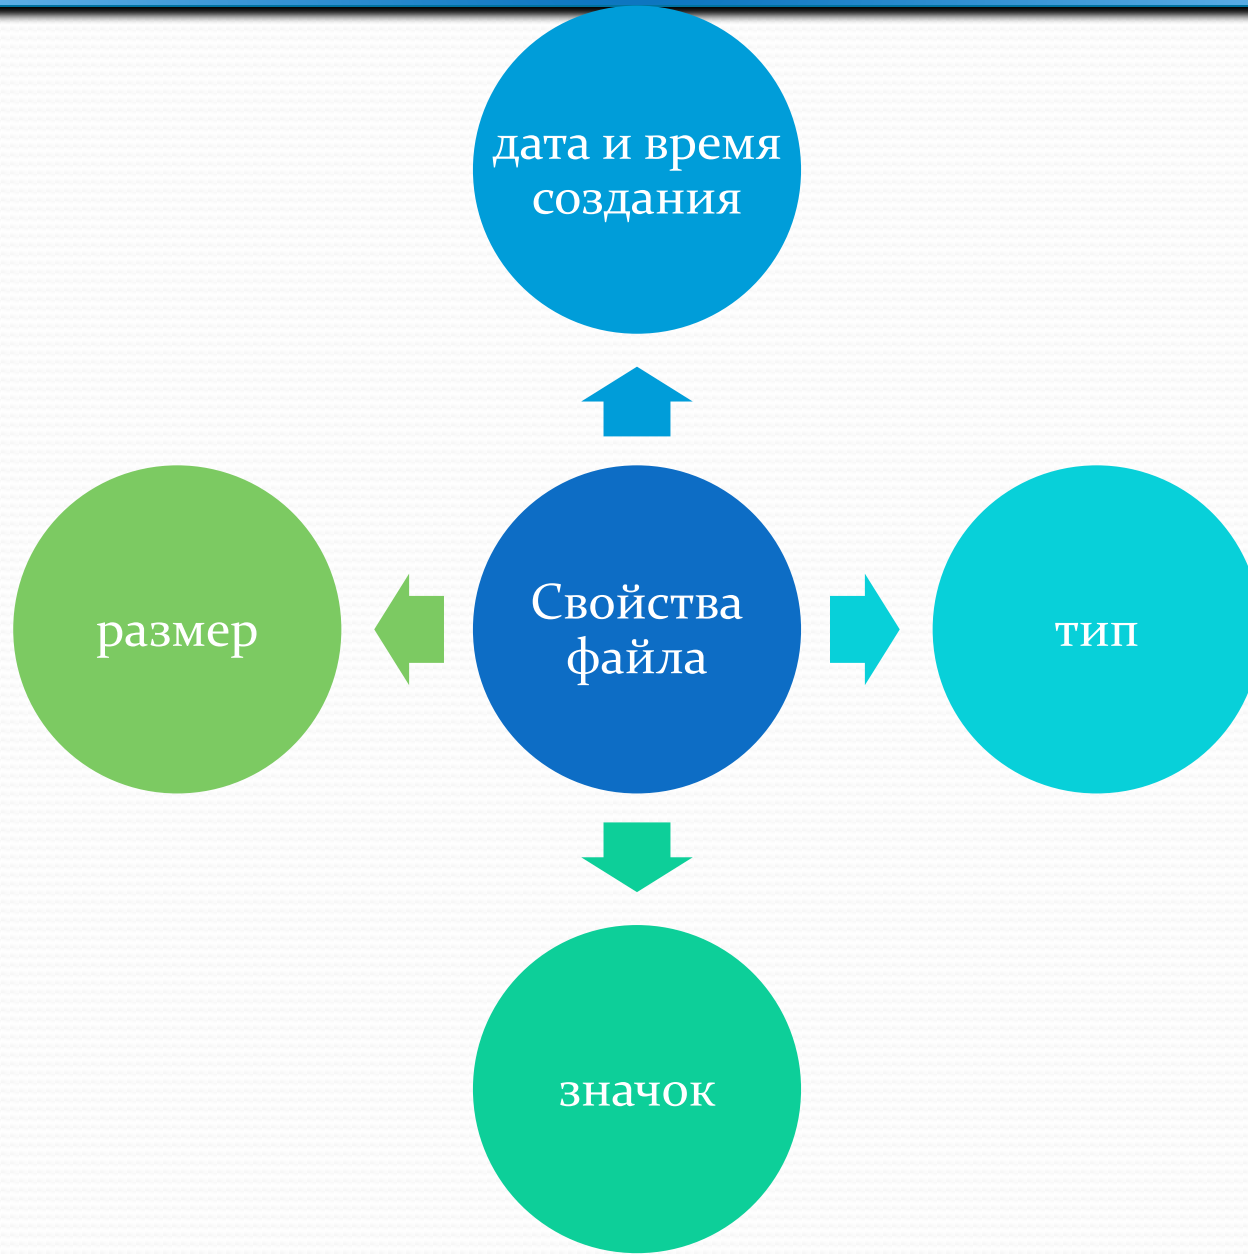 дата и время
создания
размер
Свойства
файла
тип
значок